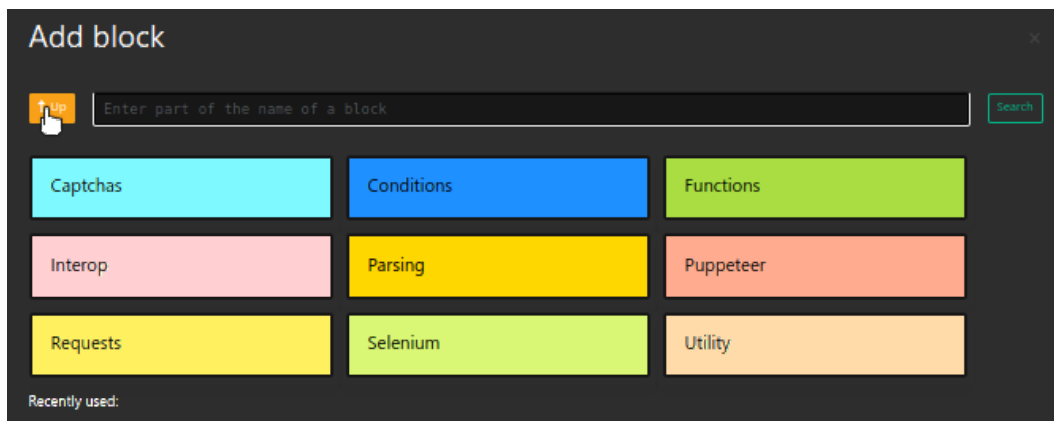 Add block
×
↑ Up
Enter part of the name of a block
Search
Captchas
Conditions
Functions
Interop
Parsing
Puppeteer
Requests
Selenium
Utility
Recently used: